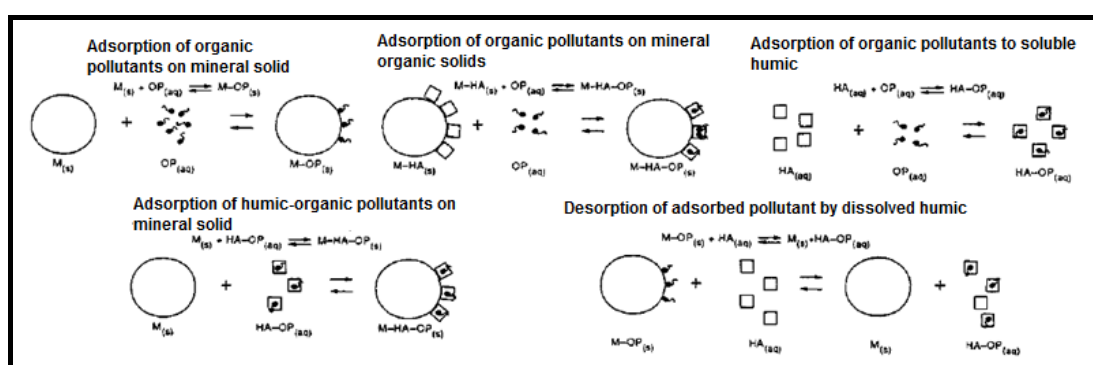 Adsorption of organic
pollutants on mineral solid
M(s) + OP(aq) ⇌ M–OP(s)
+
M(s)
OP(aq)
M–OP(s)
Adsorption of organic pollutants on mineral
organic solids
M–HA(s) + OP(aq) ⇌ M–HA–OP(s)
+
M–HA(s)
OP(aq)
M–HA–OP(s)
Adsorption of organic pollutants to soluble
humic
HA(aq) + OP(aq) ⇌ HA–OP(aq)
+
HA(aq)
OP(aq)
HA–OP(aq)
Adsorption of humic-organic pollutants on
mineral solid
M(s) + HA–OP(aq) ⇌ M–HA–OP(s)
+
M(s)
HA–OP(aq)
M–HA–OP(s)
Desorption of adsorbed pollutant by dissolved humic
M–OP(s) + HA(aq) ⇌ M(s)+HA–OP(aq)
+
+
M–OP(s)
HA(aq)
M(s)
HA–OP(aq)